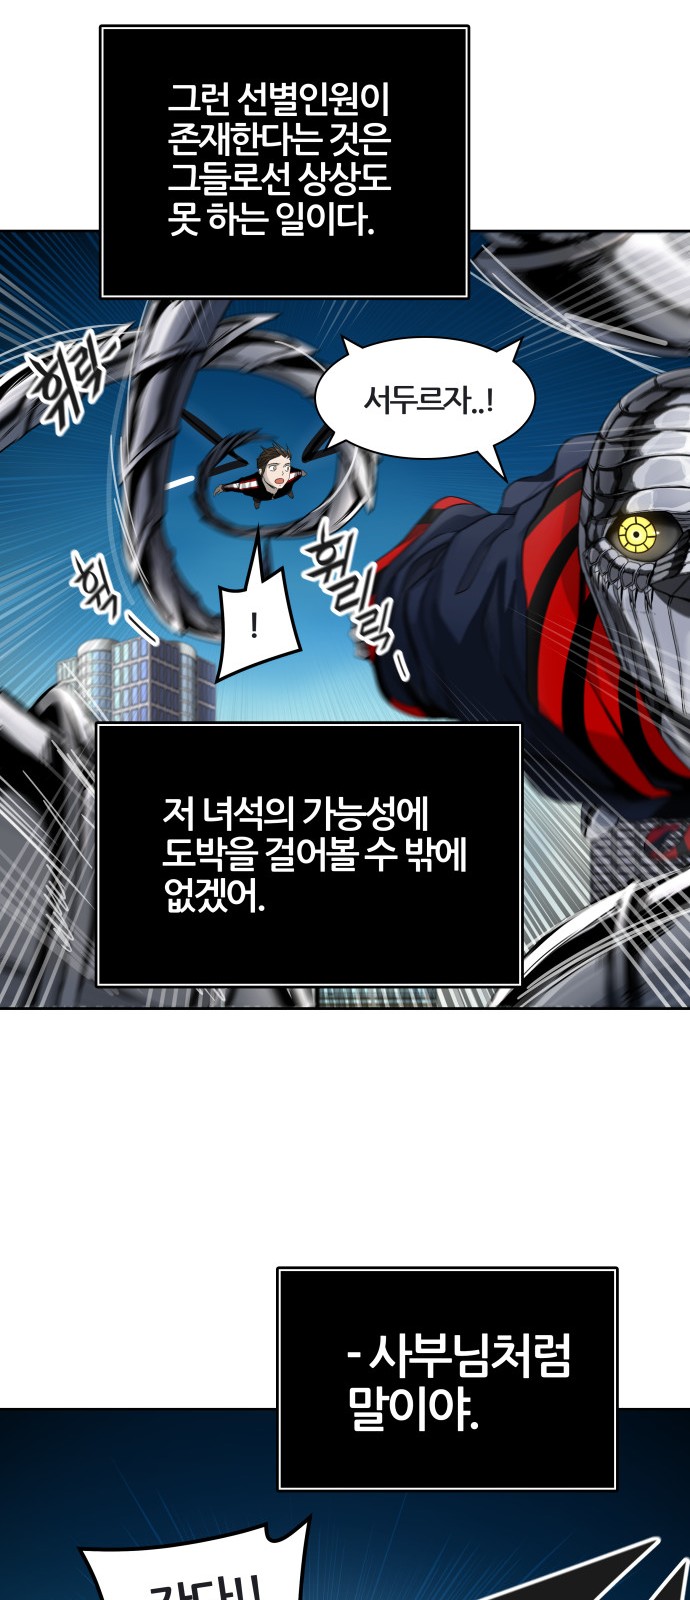 그런 선별인원이
존재한다는 것은
그들로선 상상도
못 하는 일이다.
휘락-
서두르자..!
휙-
휘리릭-
!
저 녀석의 가능성에
도박을 걸어볼 수 밖에
없겠어.
- 사부님처럼
말이야.